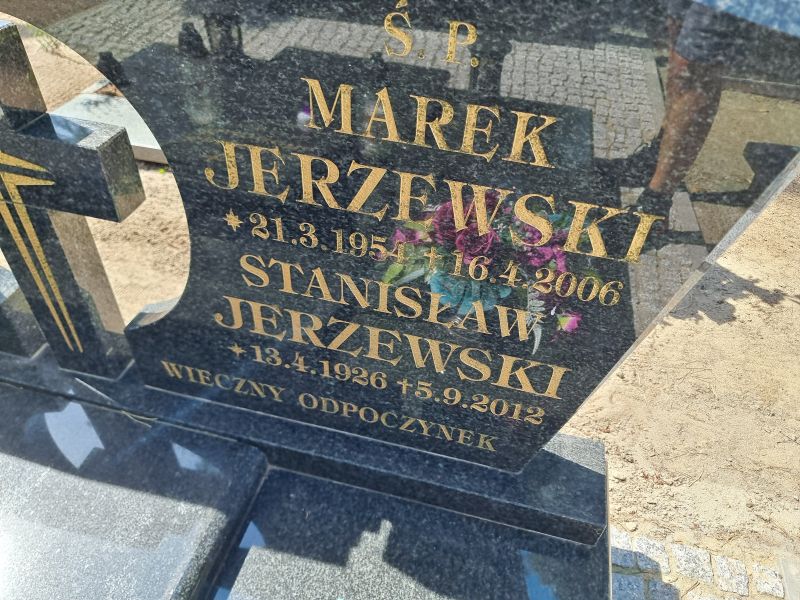 Ś. P.
MAREK
JERZEWSKI
* 21.3.1954 † 16.4.2006
STANISŁAW
JERZEWSKI
* 13.4.1926 † 5.9.2012
WIECZNY ODPOCZYNEK